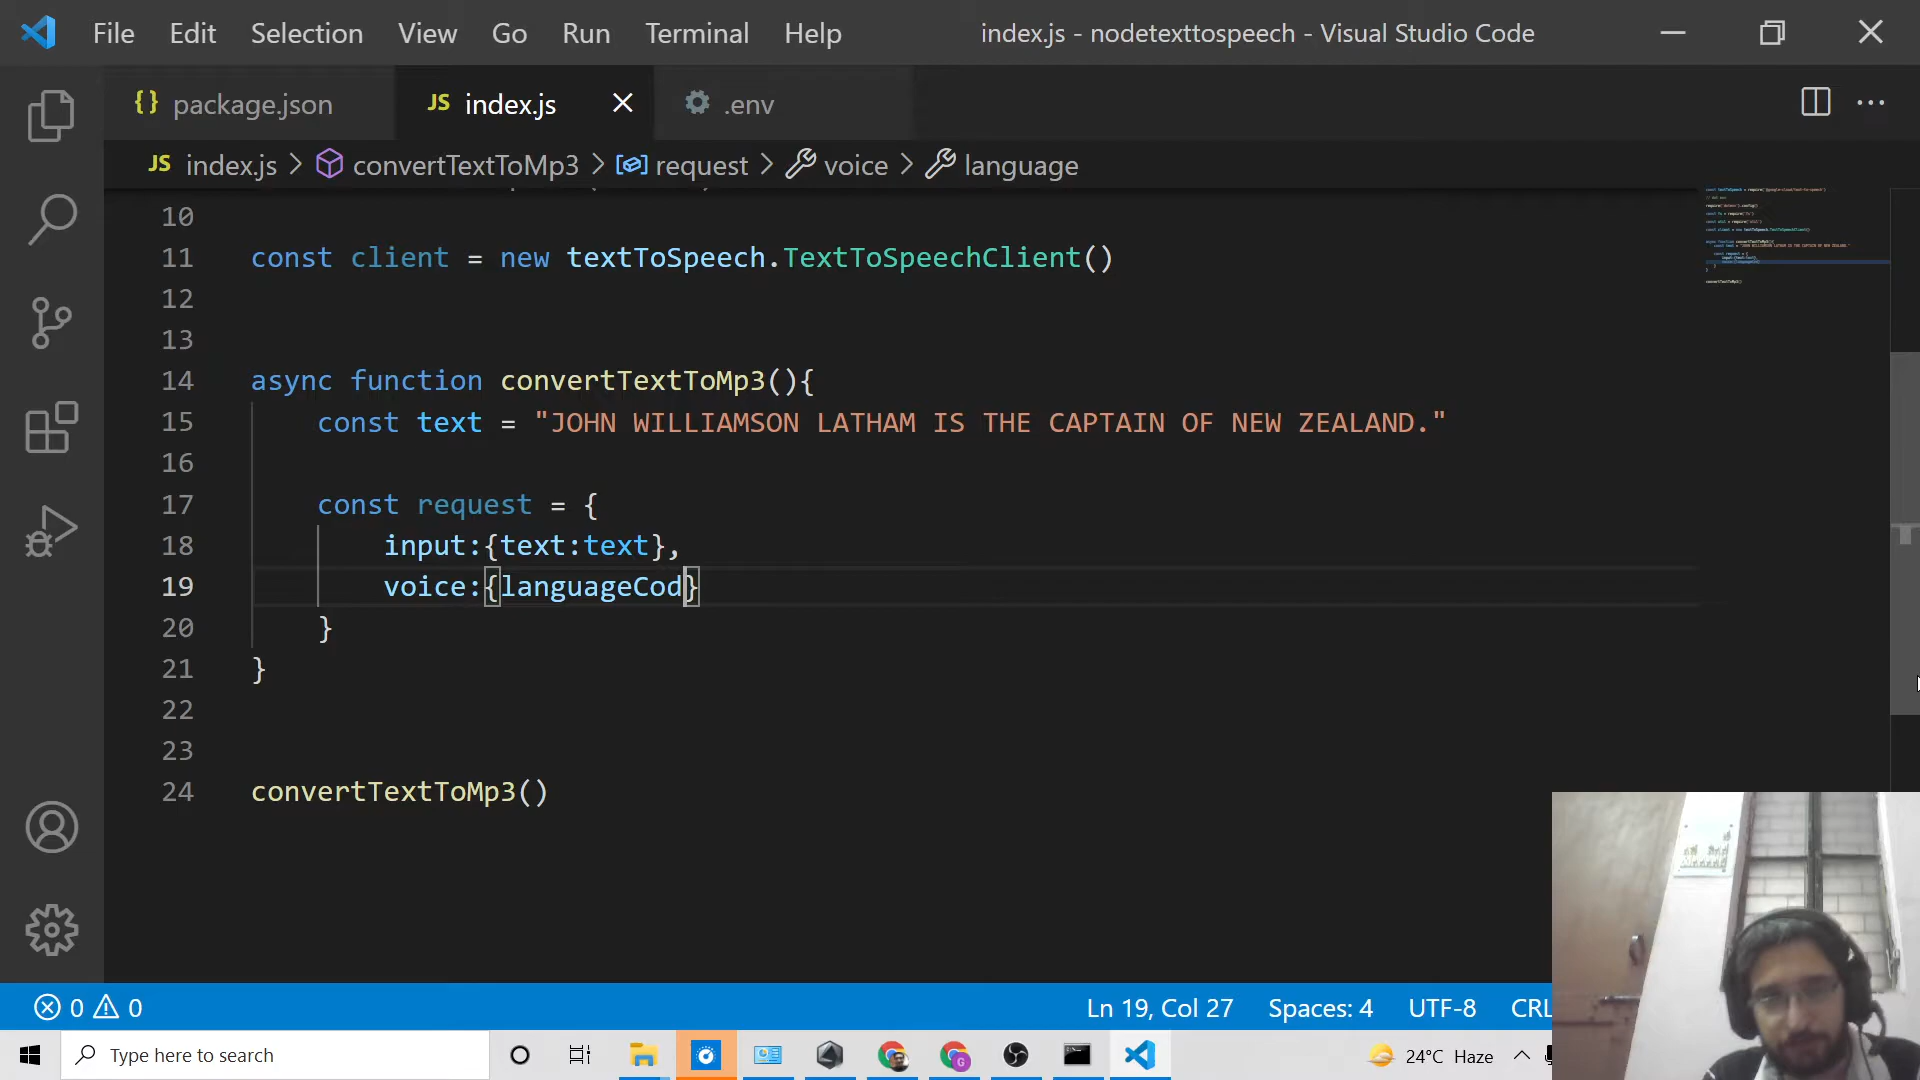 File Edit Selection View Go Run Terminal Help index.js - nodetexttospeech - Visual Studio Code
{} package.json JS index.js .env
JS index.js > convertTextToMp3 > request > voice > language
10
11 const client = new textToSpeech.TextToSpeechClient()
12
13
14 async function convertTextToMp3(){
15 const text = "JOHN WILLIAMSON LATHAM IS THE CAPTAIN OF NEW ZEALAND."
16
17 const request = {
18 input:{text:text},
19 voice:{languageCod}
20 }
21 }
22
23
24 convertTextToMp3()
0 0 Ln 19, Col 27 Spaces: 4 UTF-8 CRL
Type here to search 24°C Haze